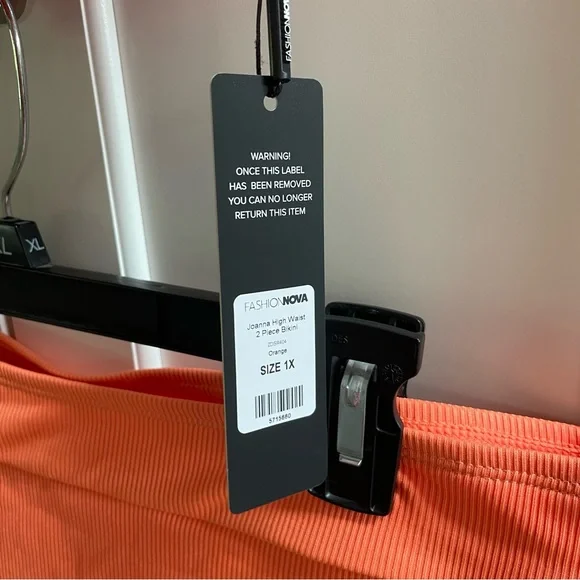 FASHIONNOVA
WARNING!
ONCE THIS LABEL
HAS BEEN REMOVED
YOU CAN NO LONGER
RETURN THIS ITEM
XL
FASHIONNOVA
Joanna High Waist
2 Piece Bikini
Orange
SIZE 1X
5715880